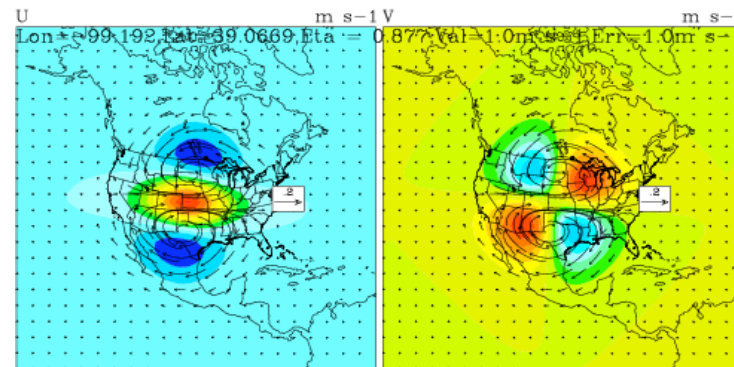 U m s-1 V m s-
Lon=-99.192 Lat=39.0669 Eta = 0.877 Val=1.0m s-1 Err=1.0m s-
.2 .2